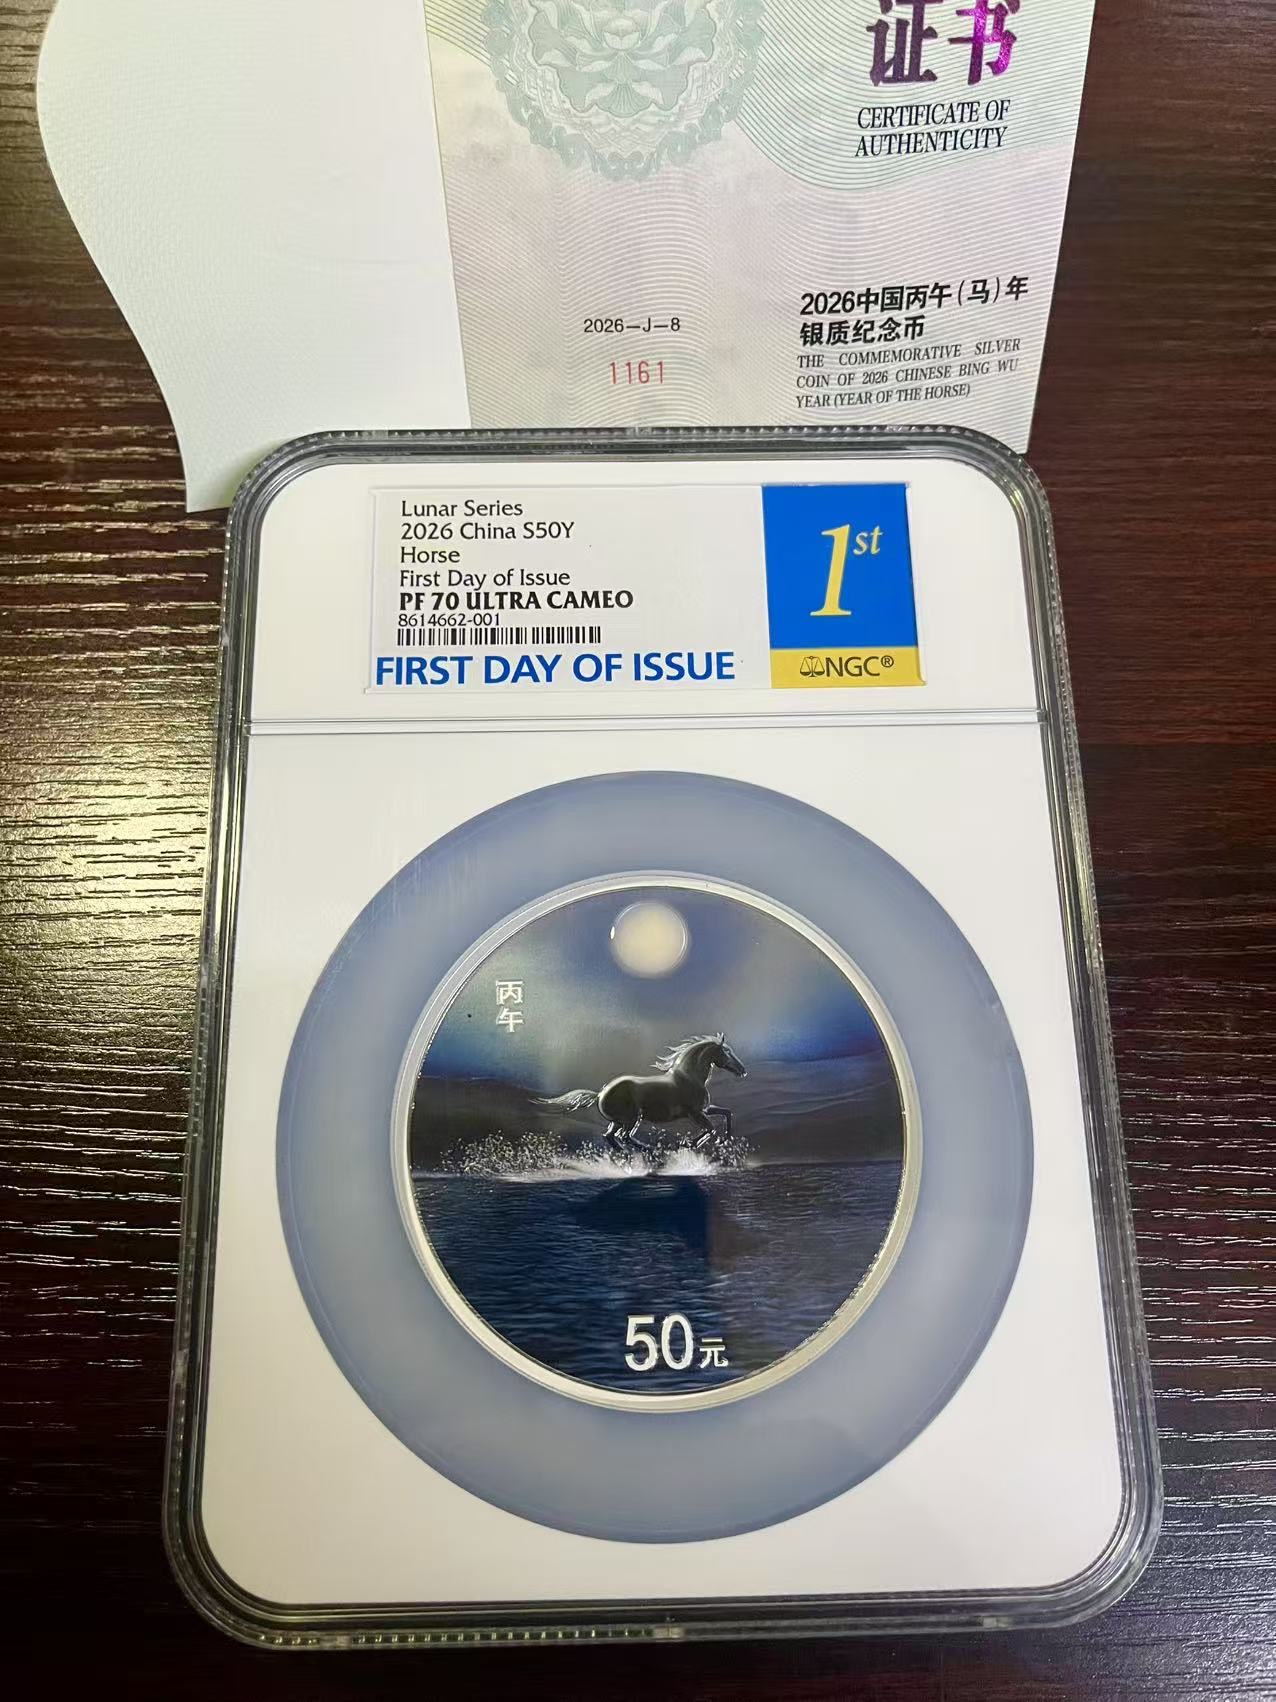 证书
CERTIFICATE OF
AUTHENTICITY
2026中国丙午(马)年
银质纪念币
THE COMMEMORATIVE SILVER
COIN OF 2026 CHINESE BING WU
YEAR (YEAR OF THE HORSE)
2026-J-8
1161
Lunar Series
2026 China S50Y
Horse
First Day of Issue
PF 70 ULTRA CAMEO
8614662-001
FIRST DAY OF ISSUE
1st
NGC®
丙午
50元